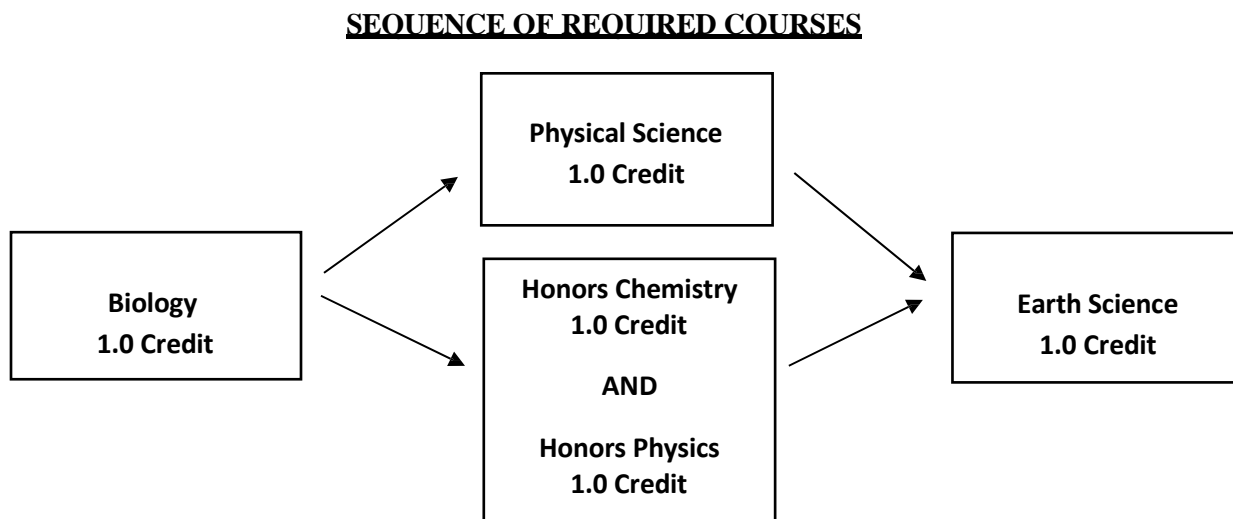 SEQUENCE OF REQUIRED COURSES
Physical Science
1.0 Credit
Biology
1.0 Credit
Honors Chemistry
1.0 Credit
AND
Honors Physics
1.0 Credit
Earth Science
1.0 Credit